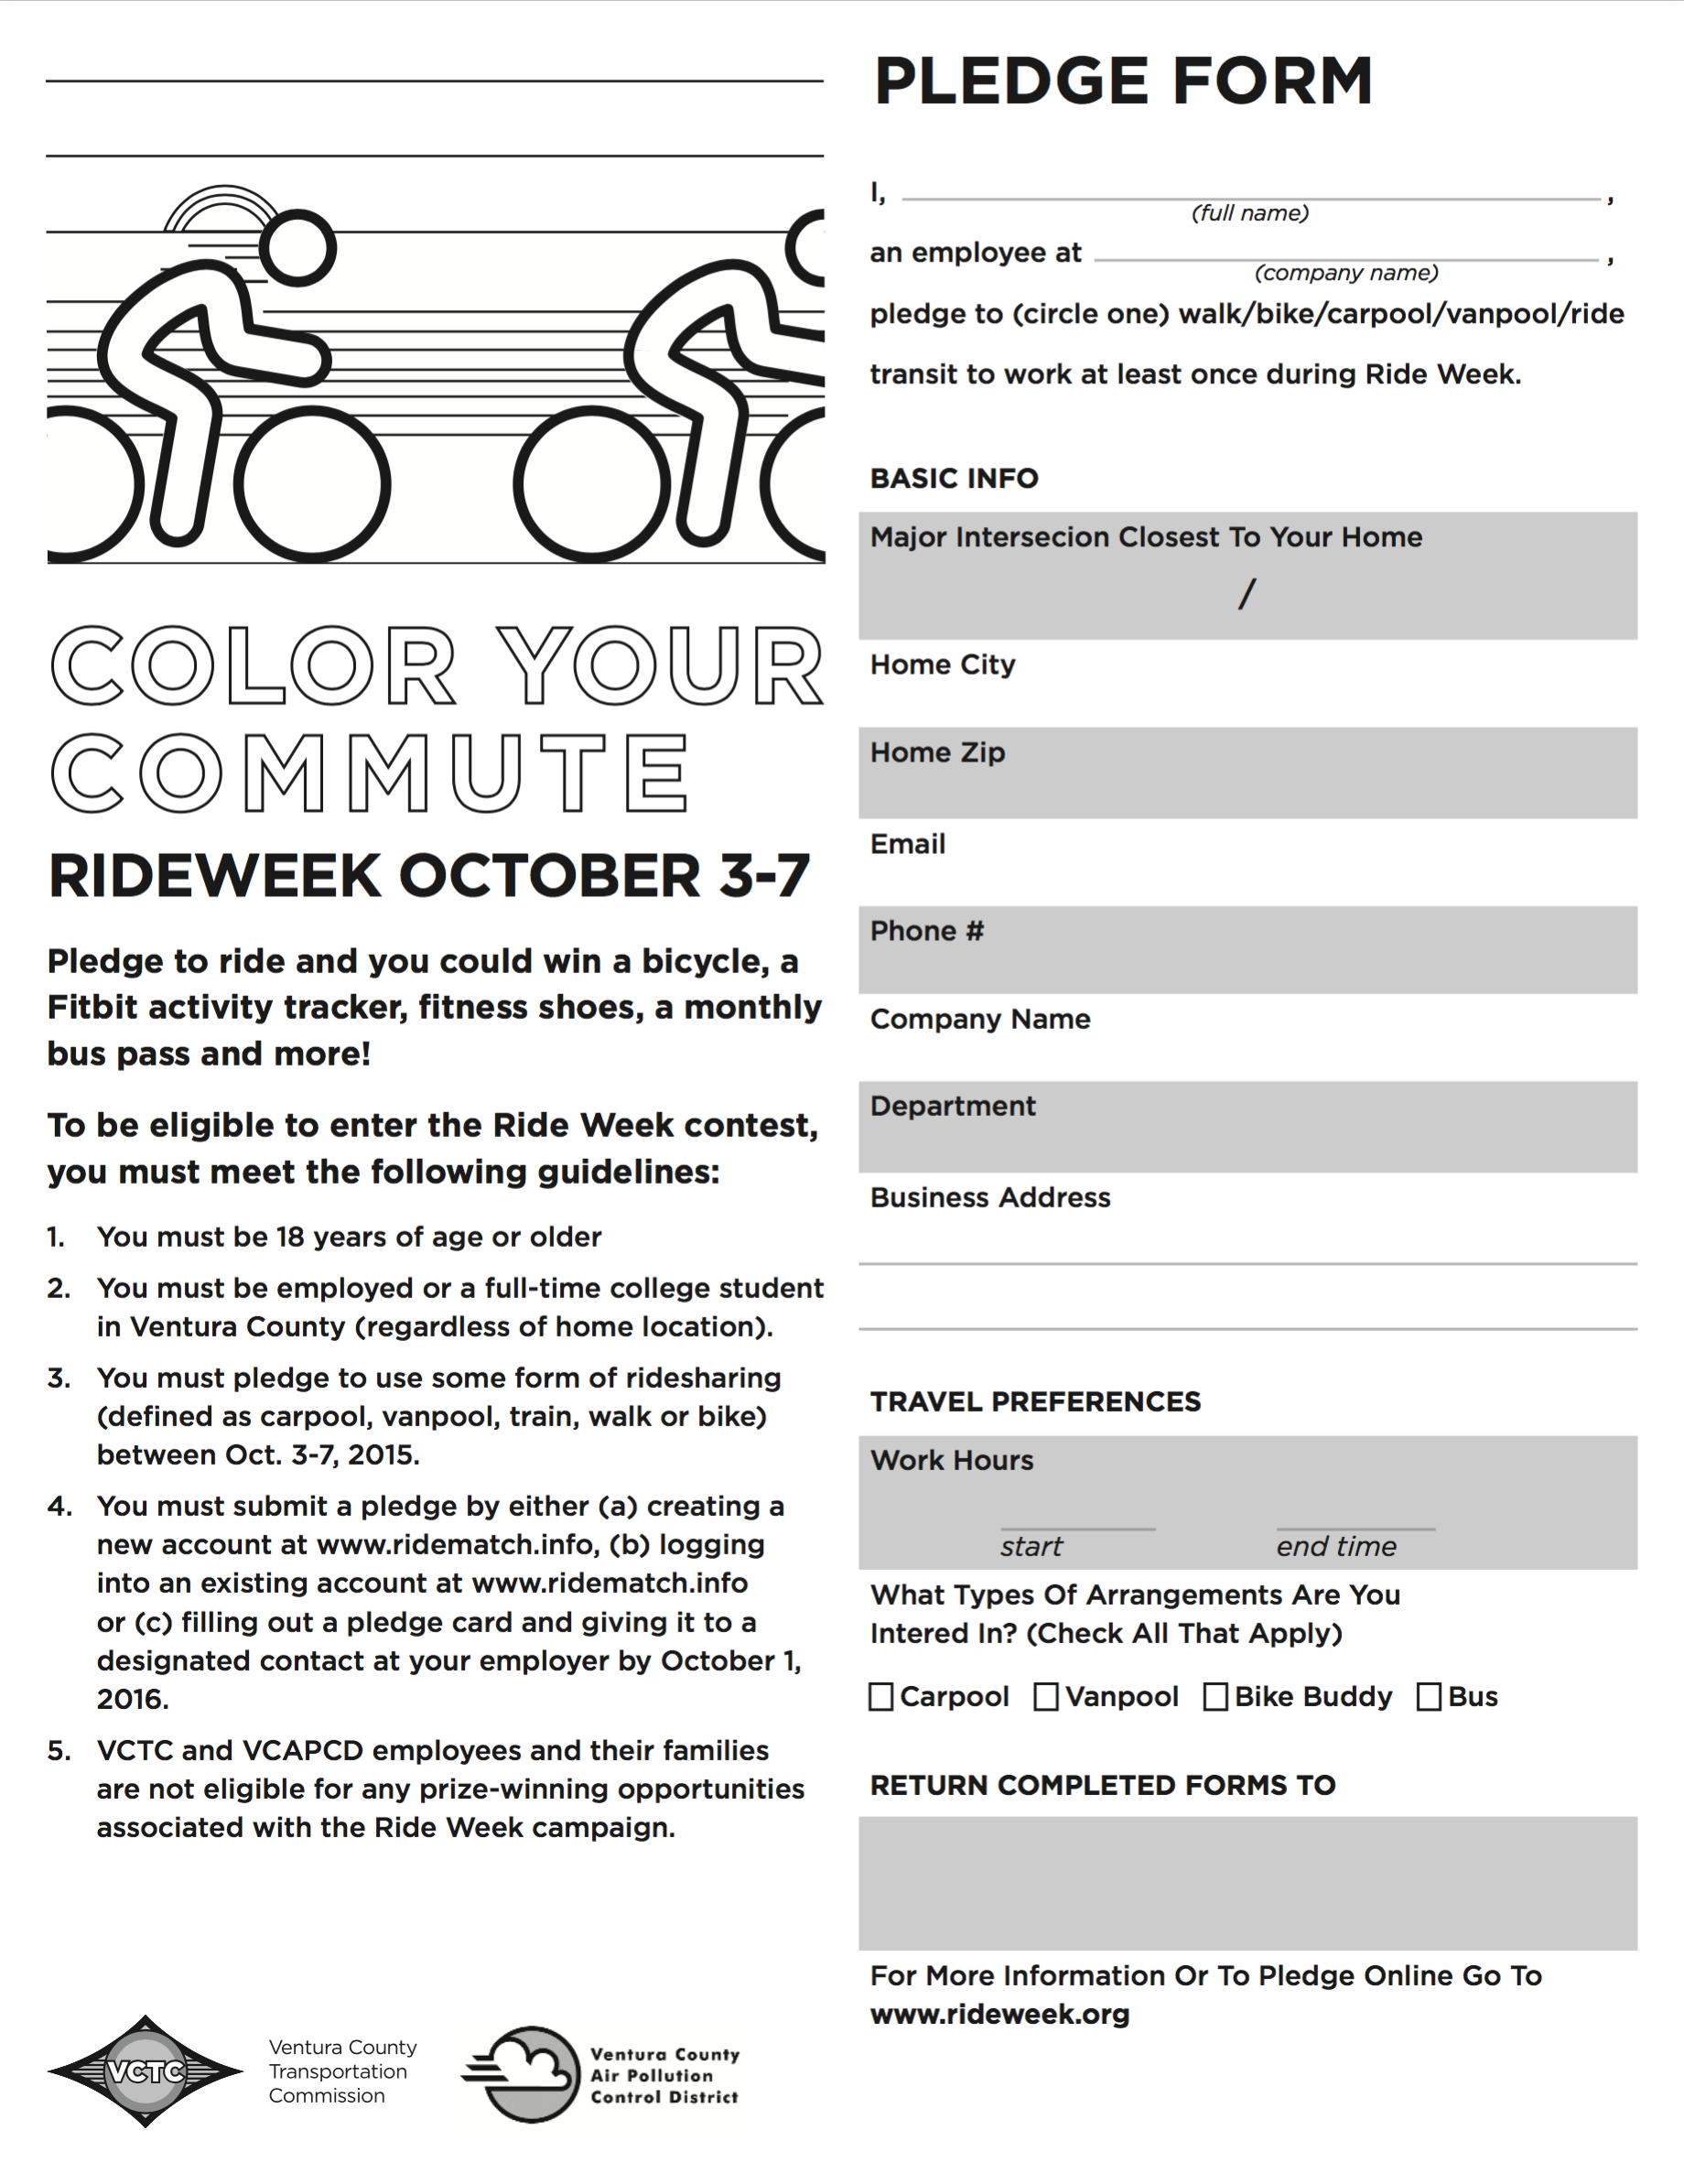 COLOR YOUR
COMMUTE
RIDEWEEK OCTOBER 3-7
Pledge to ride and you could win a bicycle, a
Fitbit activity tracker, fitness shoes, a monthly
bus pass and more!
To be eligible to enter the Ride Week contest,
you must meet the following guidelines:
1. You must be 18 years of age or older
2. You must be employed or a full-time college student
in Ventura County (regardless of home location).
3. You must pledge to use some form of ridesharing
(defined as carpool, vanpool, train, walk or bike)
between Oct. 3-7, 2015.
4. You must submit a pledge by either (a) creating a
new account at www.ridematch.info, (b) logging
into an existing account at www.ridematch.info
or (c) filling out a pledge card and giving it to a
designated contact at your employer by October 1,
2016.
5. VCTC and VCAPCD employees and their families
are not eligible for any prize-winning opportunities
associated with the Ride Week campaign.
VCTC
Ventura County
Transportation
Commission
Ventura County
Air Pollution
Control District
PLEDGE FORM
I, ,
(full name)
an employee at ,
(company name)
pledge to (circle one) walk/bike/carpool/vanpool/ride
transit to work at least once during Ride Week.
BASIC INFO
Major Intersecion Closest To Your Home
/
Home City
Home Zip
Email
Phone #
Company Name
Department
Business Address
TRAVEL PREFERENCES
Work Hours
start end time
What Types Of Arrangements Are You
Intered In? (Check All That Apply)
Carpool Vanpool Bike Buddy Bus
RETURN COMPLETED FORMS TO
For More Information Or To Pledge Online Go To
www.rideweek.org